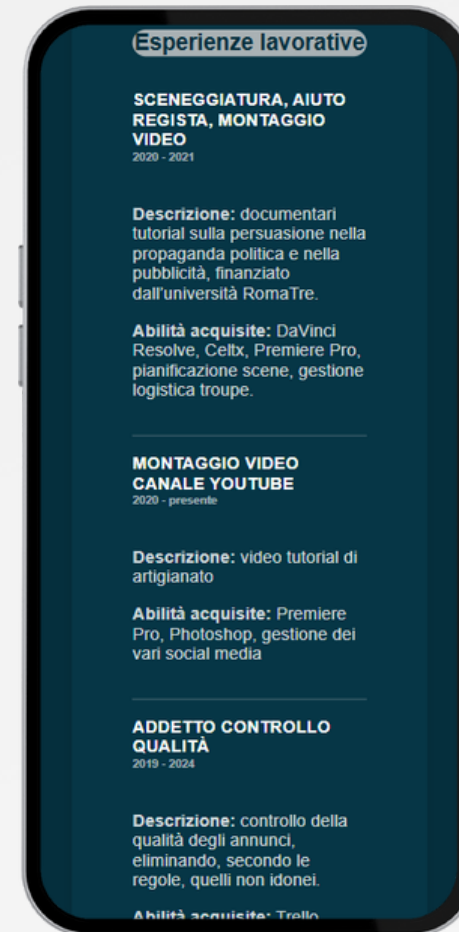 Esperienze lavorative
SCENEGGIATURA, AIUTO
REGISTA, MONTAGGIO
VIDEO
2020 - 2021
Descrizione: documentari
tutorial sulla persuasione nella
propaganda politica e nella
pubblicità, finanziato
dall'università RomaTre.
Abilità acquisite: DaVinci
Resolve, Celtx, Premiere Pro,
pianificazione scene, gestione
logistica troupe.
MONTAGGIO VIDEO
CANALE YOUTUBE
2020 - presente
Descrizione: video tutorial di
artigianato
Abilità acquisite: Premiere
Pro, Photoshop, gestione dei
vari social media
ADDETTO CONTROLLO
QUALITÀ
2019 - 2024
Descrizione: controllo della
qualità degli annunci,
eliminando, secondo le
regole, quelli non idonei.
Abilità acquisite: Trello